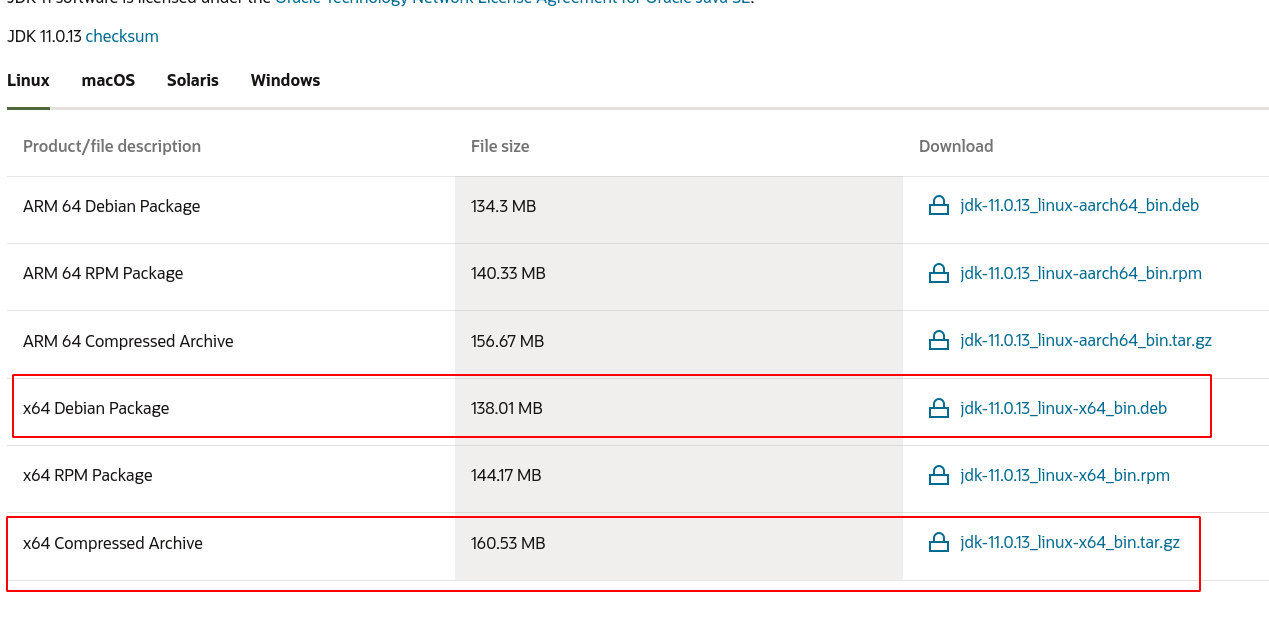 JDK 11 software is licensed under the Oracle Technology Network License Agreement for Oracle Java SE.
JDK 11.0.13 checksum
Linux macOS Solaris Windows
Product/file description File size Download
ARM 64 Debian Package 134.3 MB jdk-11.0.13_linux-aarch64_bin.deb
ARM 64 RPM Package 140.33 MB jdk-11.0.13_linux-aarch64_bin.rpm
ARM 64 Compressed Archive 156.67 MB jdk-11.0.13_linux-aarch64_bin.tar.gz
x64 Debian Package 138.01 MB jdk-11.0.13_linux-x64_bin.deb
x64 RPM Package 144.17 MB jdk-11.0.13_linux-x64_bin.rpm
x64 Compressed Archive 160.53 MB jdk-11.0.13_linux-x64_bin.tar.gz